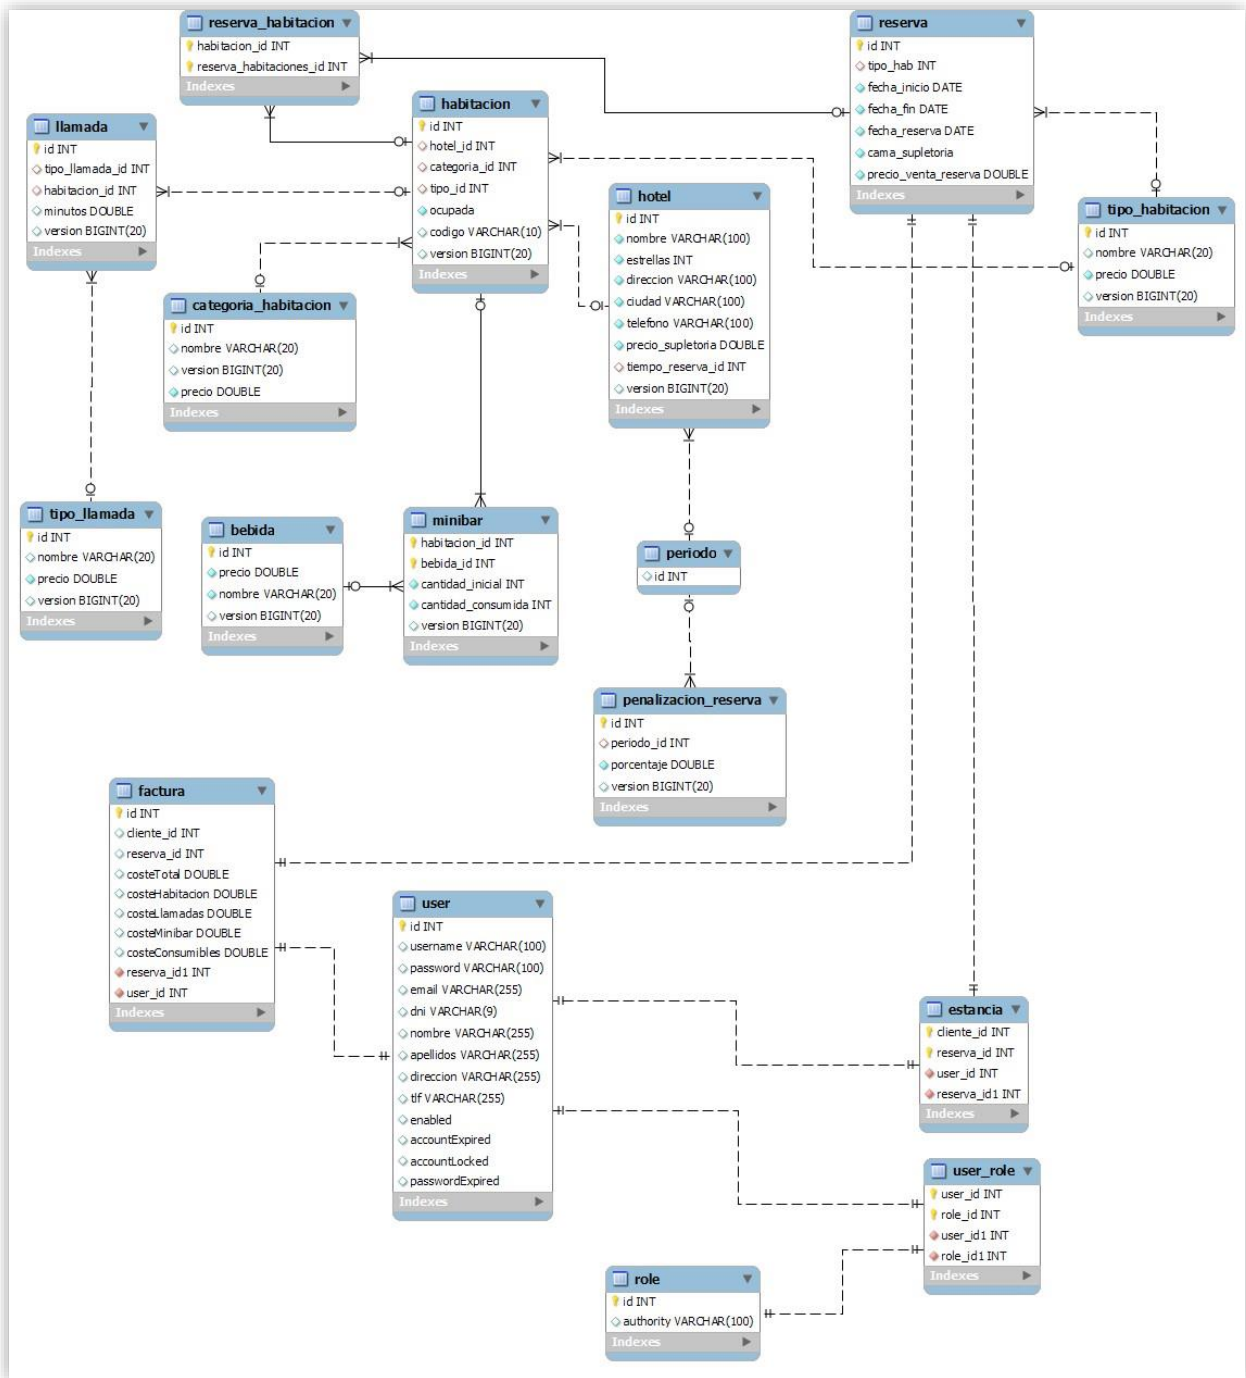 reserva_habitacion
habitacion_id INT
reserva_habitaciones_id INT
Indexes
reserva
id INT
tipo_hab INT
fecha_inicio DATE
fecha_fin DATE
fecha_reserva DATE
cama_supletoria
precio_venta_reserva DOUBLE
Indexes
llamada
id INT
tipo_llamada_id INT
habitacion_id INT
minutos DOUBLE
version BIGINT(20)
Indexes
habitacion
id INT
hotel_id INT
categoria_id INT
tipo_id INT
ocupada
codigo VARCHAR(10)
version BIGINT(20)
Indexes
hotel
id INT
nombre VARCHAR(100)
estrellas INT
direccion VARCHAR(100)
ciudad VARCHAR(100)
telefono VARCHAR(100)
precio_supletoria DOUBLE
tiempo_reserva_id INT
version BIGINT(20)
Indexes
tipo_habitacion
id INT
nombre VARCHAR(20)
precio DOUBLE
version BIGINT(20)
Indexes
categoría_habitacion
id INT
nombre VARCHAR(20)
version BIGINT(20)
precio DOUBLE
Indexes
tipo_llamada
id INT
nombre VARCHAR(20)
precio DOUBLE
version BIGINT(20)
Indexes
bebida
id INT
precio DOUBLE
nombre VARCHAR(20)
version BIGINT(20)
Indexes
minibar
habitacion_id INT
bebida_id INT
cantidad_inicial INT
cantidad_consumida INT
version BIGINT(20)
Indexes
periodo
id INT
Indexes
penalizacion_reserva
id INT
periodo_id INT
porcentaje DOUBLE
version BIGINT(20)
Indexes
factura
id INT
cliente_id INT
reserva_id INT
costeTotal DOUBLE
costeHabitacion DOUBLE
costeLlamadas DOUBLE
costeMinibar DOUBLE
costeConsumibles DOUBLE
reserva_id1 INT
user_id INT
Indexes
user
id INT
username VARCHAR(100)
password VARCHAR(100)
email VARCHAR(255)
dni VARCHAR(9)
nombre VARCHAR(255)
apellidos VARCHAR(255)
direccion VARCHAR(255)
tlf VARCHAR(255)
enabled
accountExpired
accountLocked
passwordExpired
Indexes
estancia
cliente_id INT
reserva_id INT
user_id INT
reserva_id1 INT
Indexes
user_role
user_id INT
role_id INT
user_id1 INT
role_id1 INT
Indexes
role
id INT
authority VARCHAR(100)
Indexes